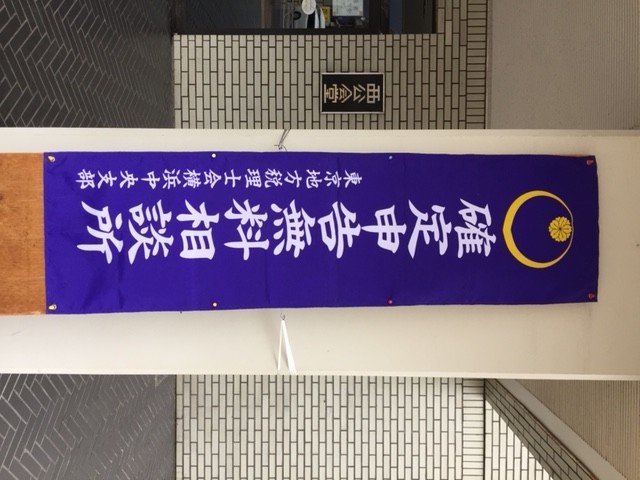 確定申告無料相談所
東京地方税理士会横浜中央支部
西公会堂